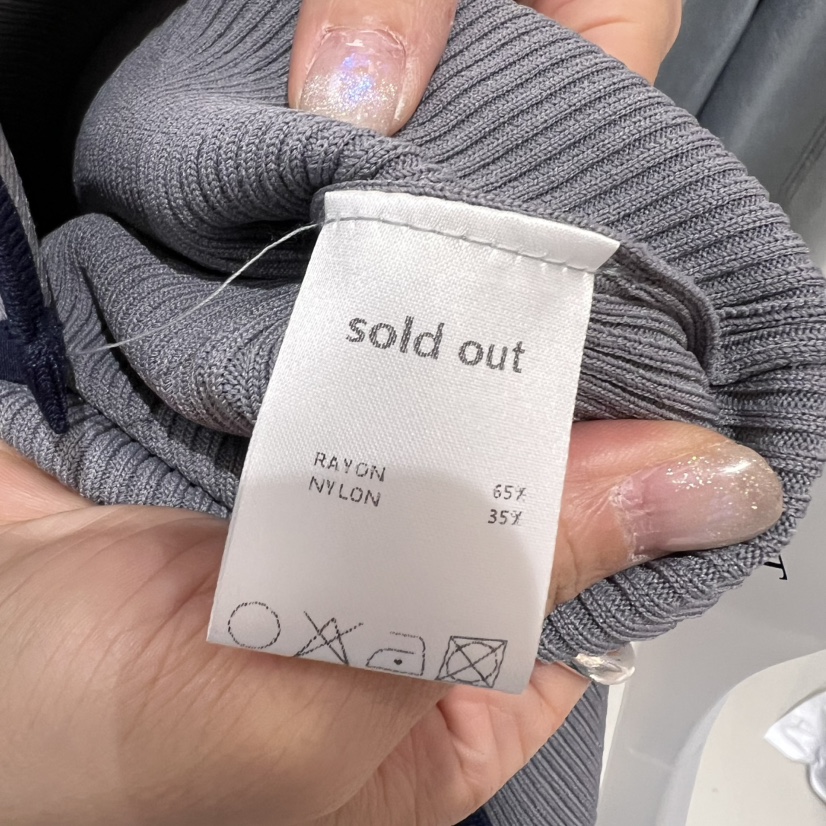 sold out
RAYON 65%
NYLON 35%
T